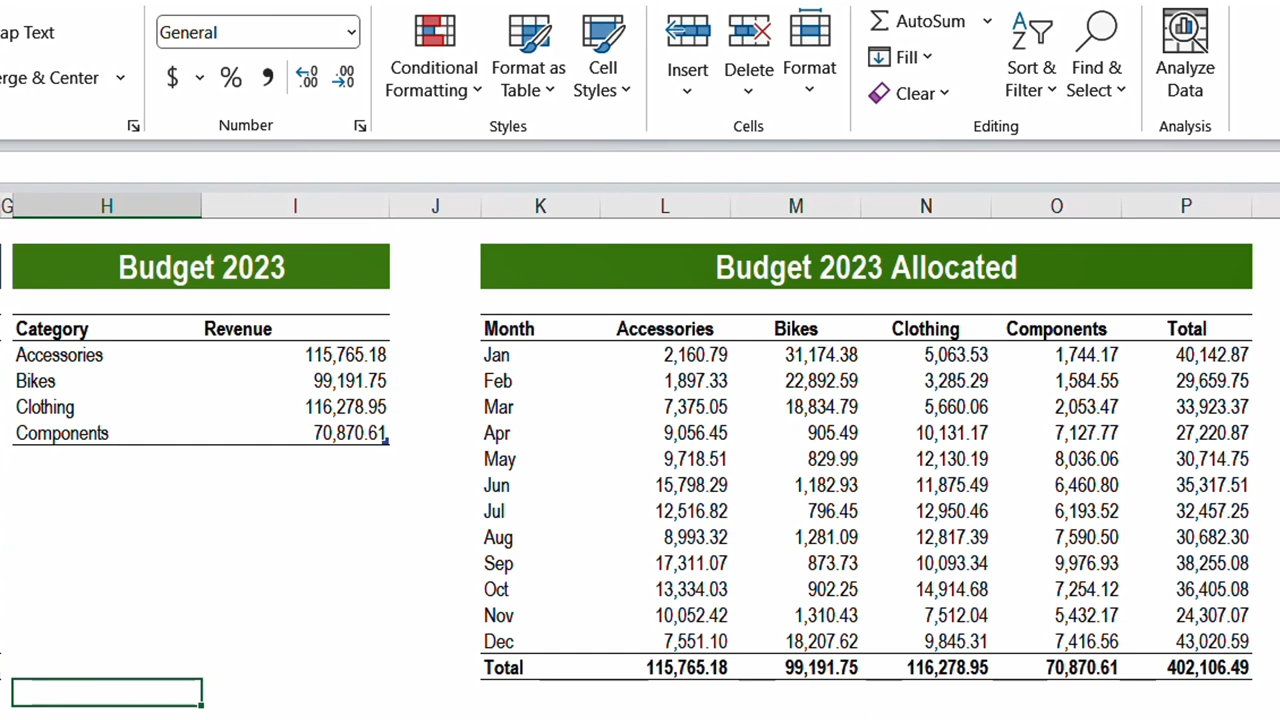 ap Text
General
erge & Center
$ % ,
←0 .00
.00 →0
Number
Conditional Formatting
Format as Table
Cell Styles
Styles
Insert
Delete
Format
Cells
AutoSum
Fill
Clear
Sort & Filter
Find & Select
Editing
Analyze Data
Analysis
G H I J K L M N O P
Budget 2023
Category Revenue
Accessories 115,765.18
Bikes 99,191.75
Clothing 116,278.95
Components 70,870.61
Budget 2023 Allocated
Month Accessories Bikes Clothing Components Total
Jan 2,160.79 31,174.38 5,063.53 1,744.17 40,142.87
Feb 1,897.33 22,892.59 3,285.29 1,584.55 29,659.75
Mar 7,375.05 18,834.79 5,660.06 2,053.47 33,923.37
Apr 9,056.45 905.49 10,131.17 7,127.77 27,220.87
May 9,718.51 829.99 12,130.19 8,036.06 30,714.75
Jun 15,798.29 1,182.93 11,875.49 6,460.80 35,317.51
Jul 12,516.82 796.45 12,950.46 6,193.52 32,457.25
Aug 8,993.32 1,281.09 12,817.39 7,590.50 30,682.30
Sep 17,311.07 873.73 10,093.34 9,976.93 38,255.08
Oct 13,334.03 902.25 14,914.68 7,254.12 36,405.08
Nov 10,052.42 1,310.43 7,512.04 5,432.17 24,307.07
Dec 7,551.10 18,207.62 9,845.31 7,416.56 43,020.59
Total 115,765.18 99,191.75 116,278.95 70,870.61 402,106.49